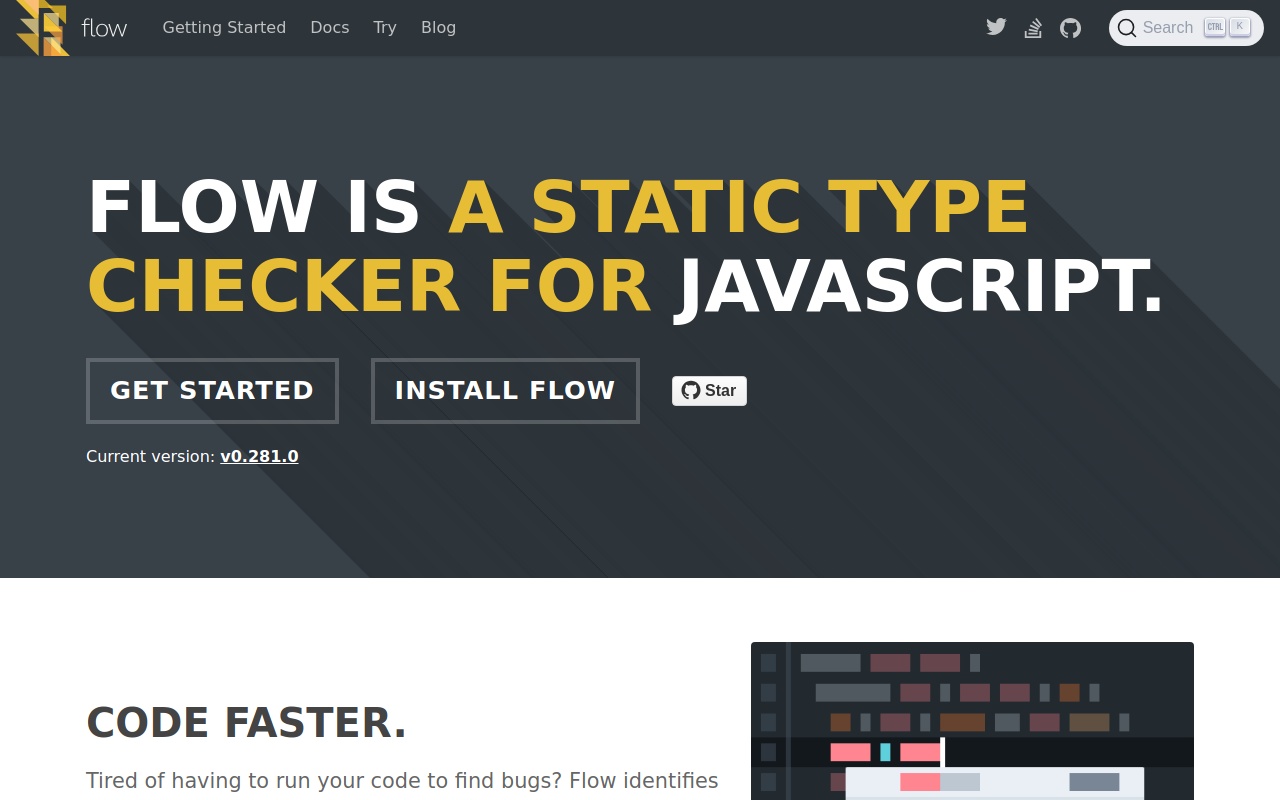 flow Getting Started Docs Try Blog Search CTRL K
FLOW IS A STATIC TYPE
CHECKER FOR JAVASCRIPT.
GET STARTED INSTALL FLOW Star
Current version: v0.281.0
CODE FASTER.
Tired of having to run your code to find bugs? Flow identifies